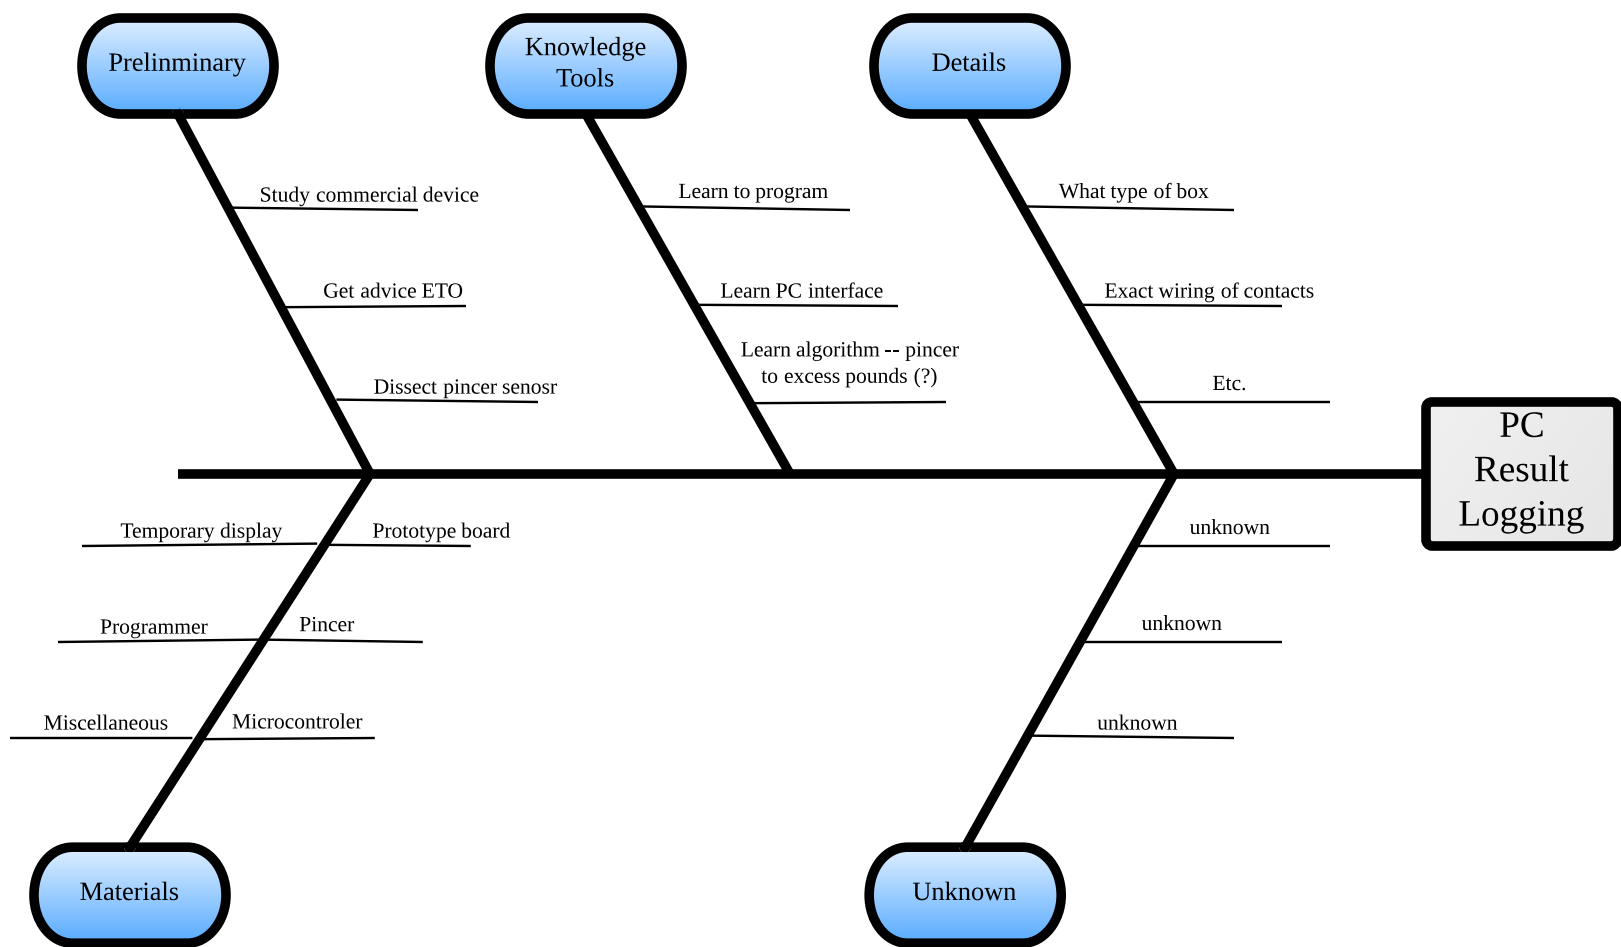 Prelinminary
Knowledge
Tools
Details
Study commercial device
Learn to program
What type of box
Get advice ETO
Learn PC interface
Exact wiring of contacts
Learn algorithm -- pincer
to excess pounds (?)
Dissect pincer senosr
Etc.
PC
Result
Logging
Temporary display
Prototype board
unknown
Programmer
Pincer
unknown
Miscellaneous
Microcontroler
unknown
Materials
Unknown